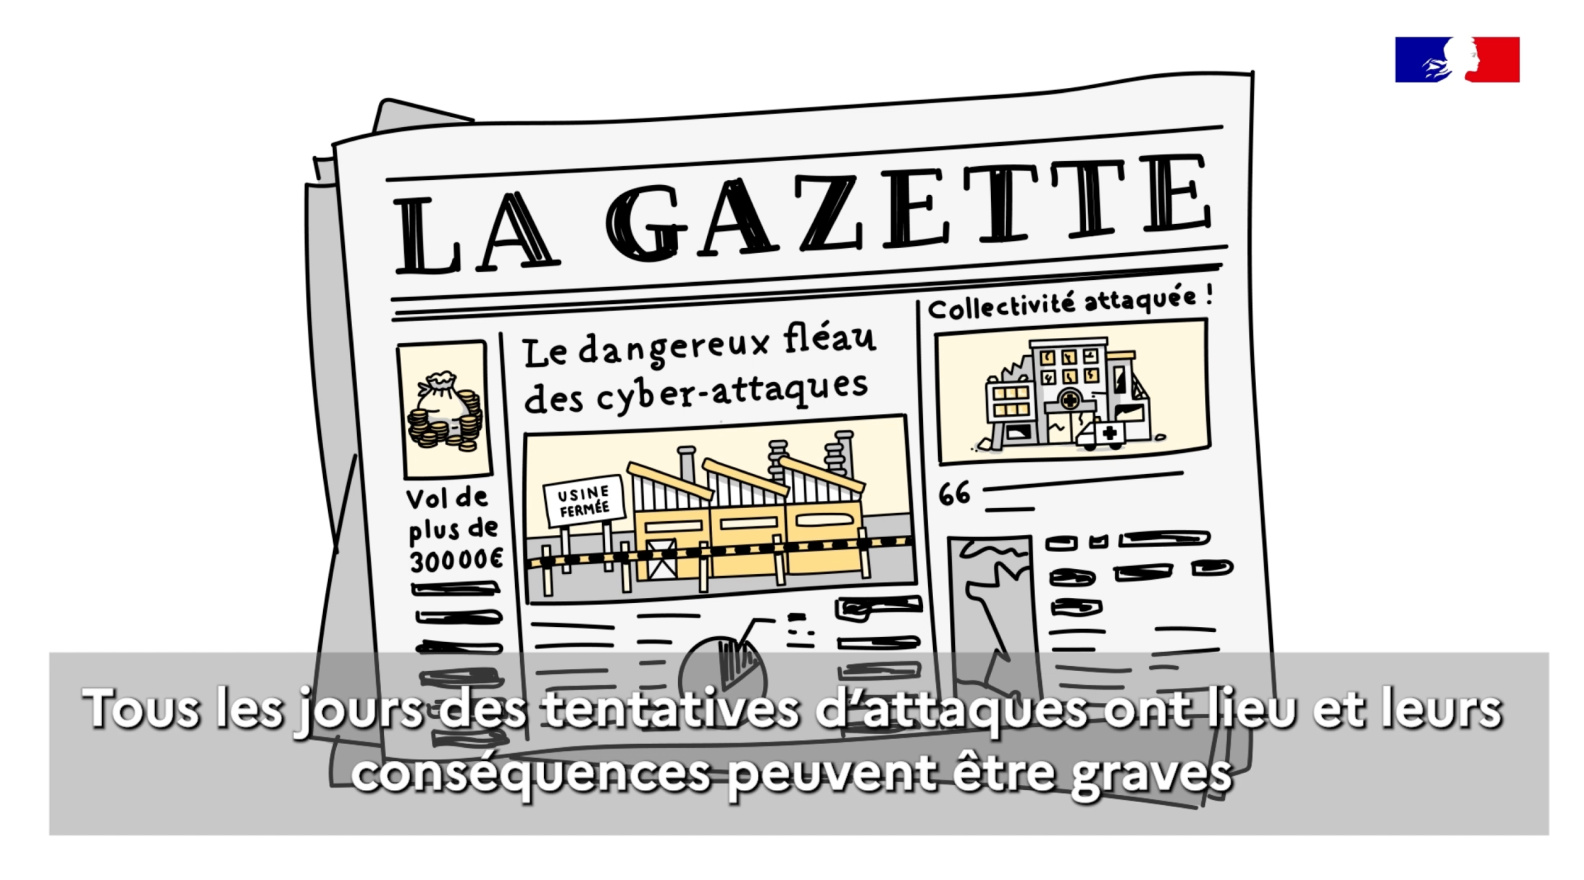 LA GAZETTE
Vol de
plus de
30000€
Le dangereux fléau
des cyber-attaques
USINE
FERMÉE
Collectivité attaquée !
“
Tous les jours des tentatives d’attaques ont lieu et leurs
conséquences peuvent être graves